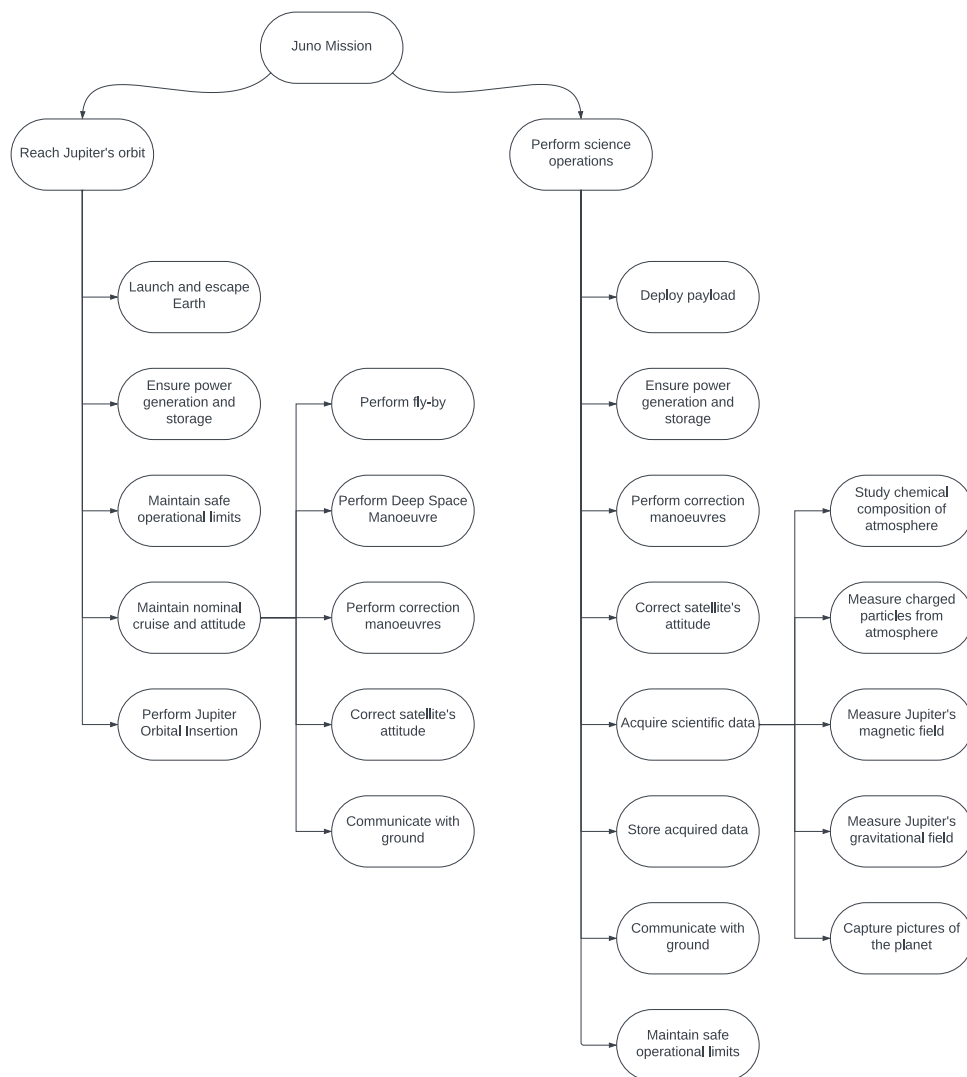 Juno Mission
Reach Jupiter's orbit
Perform science
operations
Launch and escape
Earth
Ensure power
generation and
storage
Maintain safe
operational limits
Maintain nominal
cruise and attitude
Perform Jupiter
Orbital Insertion
Perform fly-by
Perform Deep Space
Manoeuvre
Perform correction
manoeuvres
Correct satellite's
attitude
Communicate with
ground
Deploy payload
Ensure power
generation and
storage
Perform correction
manoeuvres
Correct satellite's
attitude
Acquire scientific data
Store acquired data
Communicate with
ground
Maintain safe
operational limits
Study chemical
composition of
atmosphere
Measure charged
particles from
atmosphere
Measure Jupiter's
magnetic field
Measure Jupiter's
gravitational field
Capture pictures of
the planet